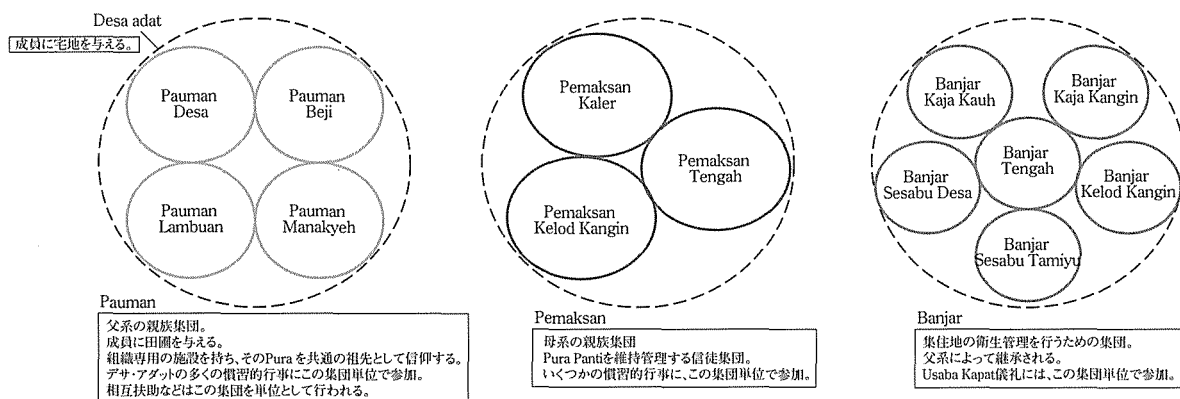 Desa adat
成員に宅地を与える。
Pauman
Desa
Pauman
Beji
Pauman
Lambuan
Pauman
Manakyeh
Pemaksan
Kaler
Pemaksan
Tengah
Pemaksan
Kelod Kangin
Banjar
Kaja Kauh
Banjar
Kaja Kangin
Banjar
Tengah
Banjar
Sesabu Desa
Banjar
Kelod Kangin
Banjar
Sesabu Tamiyu
Pauman
父系の親族集団。
成員に田圃を与える。
組織専用の施設を持ち、そのPura を共通の祖先として信仰する。
デサ・アダットの多くの慣習的行事にこの集団単位で参加。
相互扶助などはこの集団を単位として行われる。
Pemaksan
母系の親族集団
Pura Pantiを維持管理する信徒集団。
いくつかの慣習的行事に、この集団単位で参加。
Banjar
集住地の衛生管理を行うための集団。
父系によって継承される。
Usaba Kapat儀礼には、この集団単位で参加。